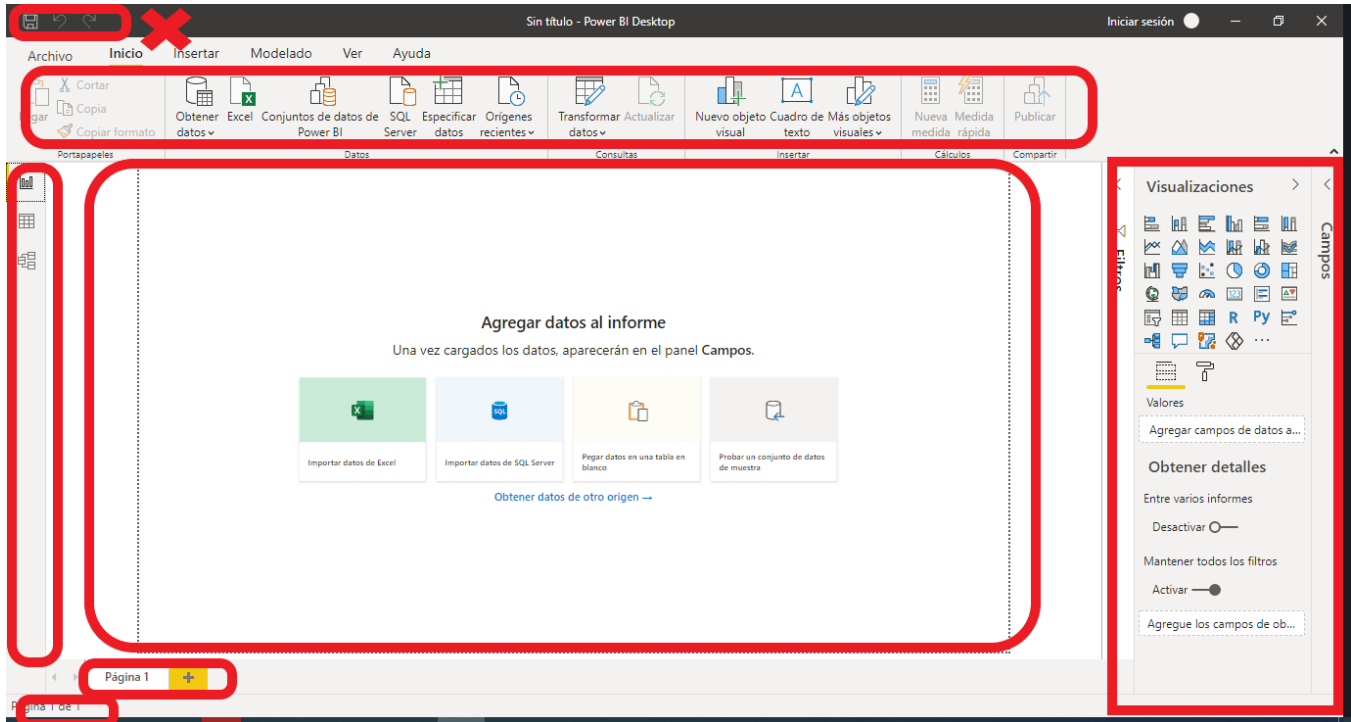 Sin título - Power BI Desktop
Iniciar sesión
Archivo Inicio Insertar Modelado Ver Ayuda
Cortar
Copia
Copiar formato
Portapapeles
Obtener datos
Excel
Conjuntos de datos de Power BI
SQL Server
Especificar datos
Orígenes recientes
Datos
Transformar datos
Actualizar
Consultas
Nuevo objeto visual
Cuadro de texto
Más objetos visuales
Insertar
Nueva medida
Medida rápida
Cálculos
Publicar
Compartir
Agregar datos al informe
Una vez cargados los datos, aparecerán en el panel Campos.
Importar datos de Excel
Importar datos de SQL Server
Pegar datos en una tabla en
blanco
Probar un conjunto de datos
de muestra
Obtener datos de otro origen →
Filtros
Visualizaciones
123
R Py
Valores
Agregar campos de datos a...
Obtener detalles
Entre varios informes
Desactivar
Mantener todos los filtros
Activar
Agregue los campos de ob...
Campos
Página 1
Página 1 de 1